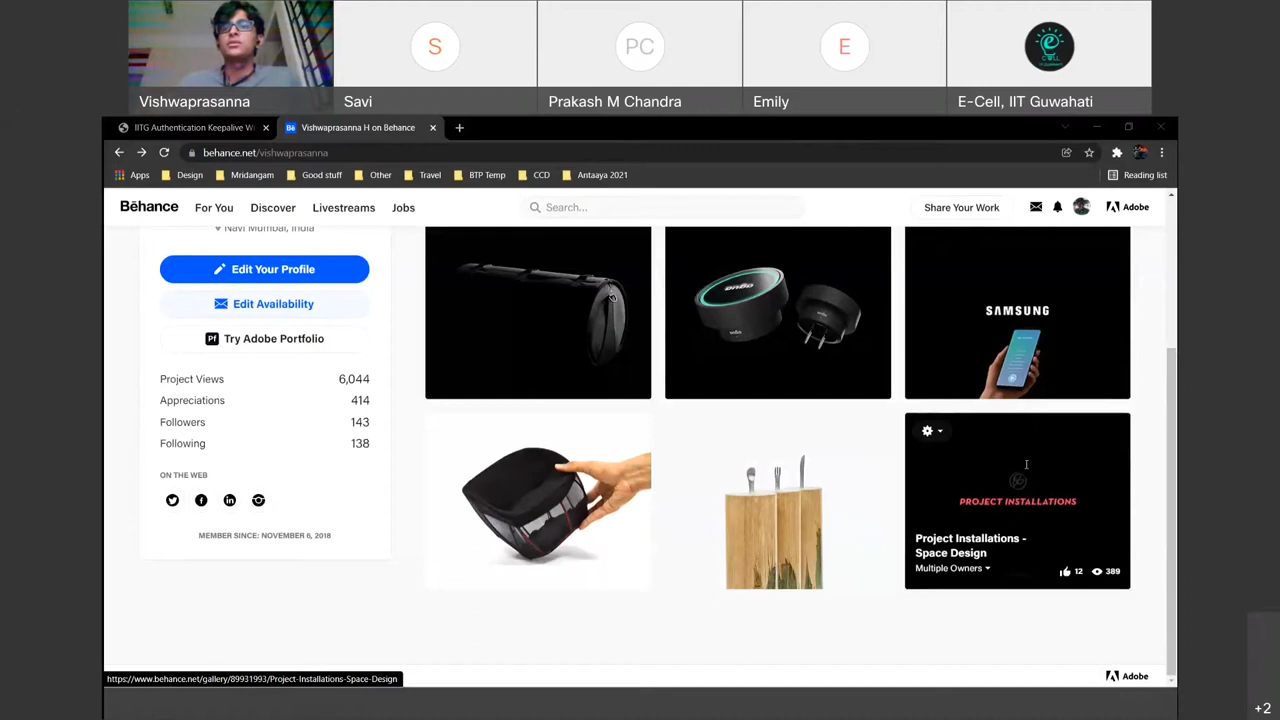 S
PC
E
Vishwaprasanna
Savi
Prakash M Chandra
Emily
E-Cell, IIT Guwahati
IITG Authentication Keepalive Wi
Vishwaprasanna H on Behance
behance.net/vishwaprasanna
Apps
Design
Mridangam
Good stuff
Other
Travel
BTP Temp
CCD
Antaaya 2021
Reading list
Bēhance
For You
Discover
Livestreams
Jobs
Search...
Share Your Work
Adobe
Navi Mumbai, India
Edit Your Profile
Edit Availability
Pf Try Adobe Portfolio
Project Views 6,044
Appreciations 414
Followers 143
Following 138
ON THE WEB
MEMBER SINCE: NOVEMBER 6, 2018
SAMSUNG
PROJECT INSTALLATIONS
Project Installations -
Space Design
Multiple Owners
12 389
https://www.behance.net/gallery/89931993/Project-Installations-Space-Design
Adobe
+2